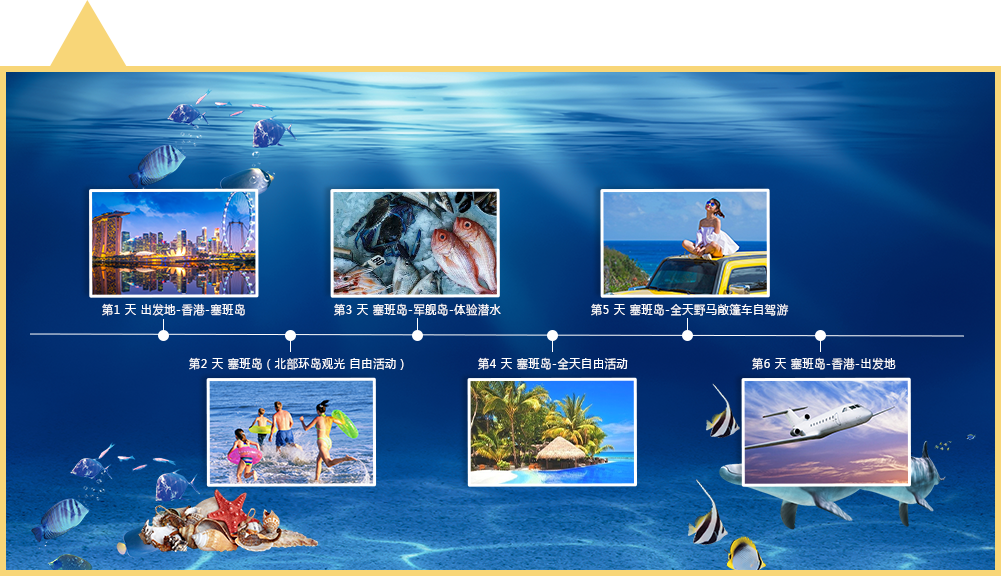 第1 天 出发地-香港-塞班岛
第2 天 塞班岛 ( 北部环岛观光 自由活动 )
第3 天 塞班岛-军舰岛-体验潜水
第4 天 塞班岛-全天自由活动
第5 天 塞班岛-全天野马敞篷车自驾游
第6 天 塞班岛-香港-出发地